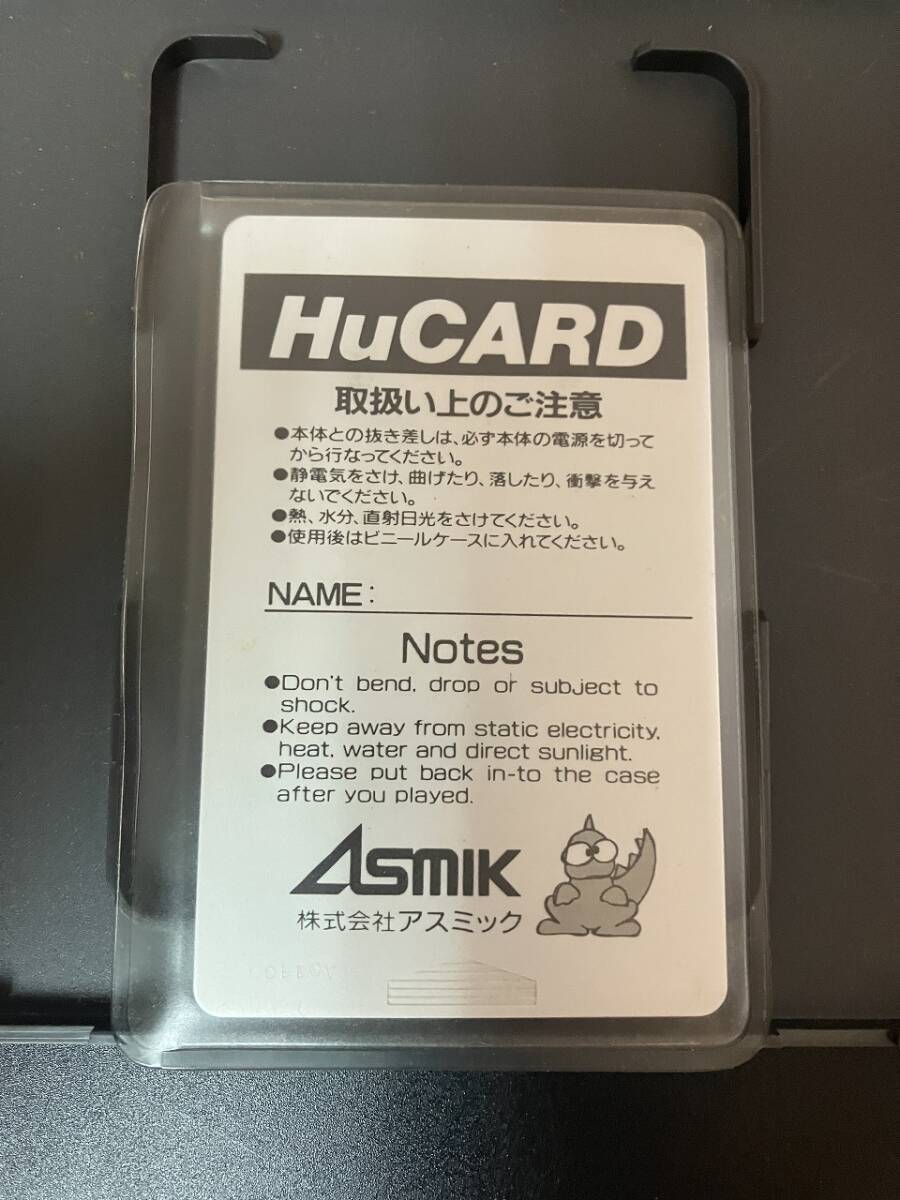 HuCARD
取扱い上のご注意
●本体との抜き差しは、必ず本体の電源を切って
から行なってください。
●静電気をさけ、曲げたり、落したり、衝撃を与え
ないでください。
●熱、水分、直射日光をさけてください。
●使用後はビニールケースに入れてください。
NAME:
Notes
●Don't bend, drop or subject to
shock.
●Keep away from static electricity,
heat, water and direct sunlight.
●Please put back in-to the case
after you played.
ASMIK
株式会社アスミック